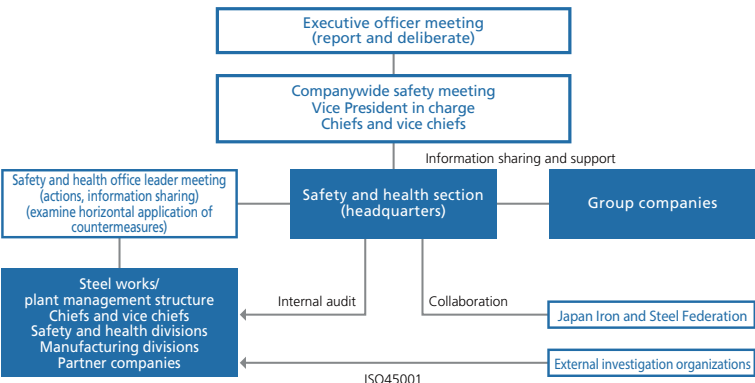 Executive officer meeting
(report and deliberate)
Companywide safety meeting
Vice President in charge
Chiefs and vice chiefs
Information sharing and support
Safety and health office leader meeting
(actions, information sharing)
(examine horizontal application of
countermeasures)
Safety and health section
(headquarters)
Group companies
Steel works/
plant management structure
Chiefs and vice chiefs
Safety and health divisions
Manufacturing divisions
Partner companies
Internal audit
Collaboration
Japan Iron and Steel Federation
External investigation organizations
ISO45001